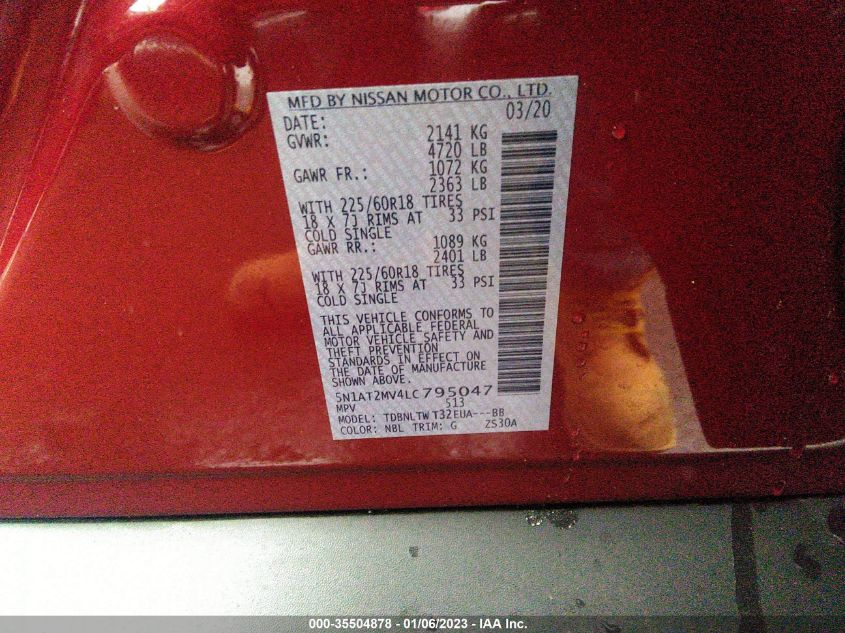 MFD BY NISSAN MOTOR CO., LTD.
DATE: 03/20
GVWR: 2141 KG
4720 LB
GAWR FR.: 1072 KG
2363 LB
WITH 225/60R18 TIRES
18 X 7J RIMS AT 33 PSI
COLD SINGLE
GAWR RR.: 1089 KG
2401 LB
WITH 225/60R18 TIRES
18 X 7J RIMS AT 33 PSI
COLD SINGLE
THIS VEHICLE CONFORMS TO
ALL APPLICABLE FEDERAL
MOTOR VEHICLE SAFETY AND
THEFT PREVENTION
STANDARDS IN EFFECT ON
THE DATE OF MANUFACTURE
SHOWN ABOVE.
5N1AT2MV4LC795047
MPV 513
MODEL: TDBNLTW T32EUA---BB
COLOR: NBL TRIM: G ZS30A
000-35504878 - 01/06/2023 - IAA Inc.